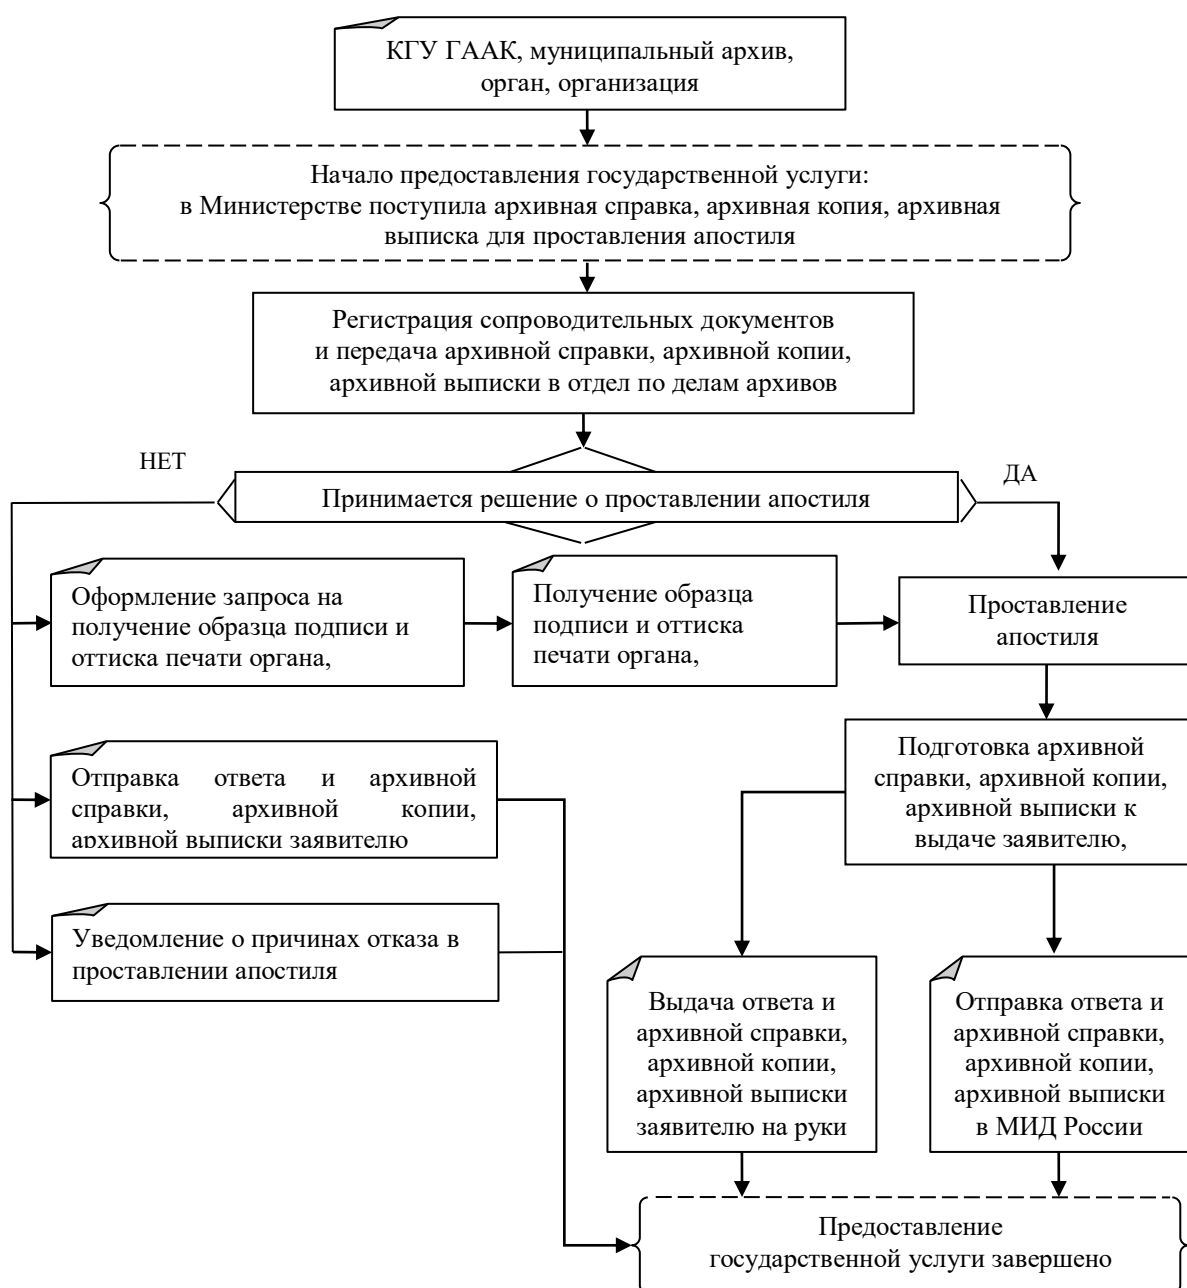 КГУ ГААК, муниципальный архив,
орган, организация
Начало предоставления государственной услуги:
в Министерстве поступила архивная справка, архивная копия, архивная
выписка для проставления апостиля
Регистрация сопроводительных документов
и передача архивной справки, архивной копии,
архивной выписки в отдел по делам архивов
НЕТ
ДА
Принимается решение о проставлении апостиля
Оформление запроса на
получение образца подписи и
оттиска печати органа,
Получение образца
подписи и оттиска
печати органа,
Проставление
апостиля
Отправка ответа и архивной
справки, архивной копии,
архивной выписки заявителю
Подготовка архивной
справки, архивной копии,
архивной выписки к
выдаче заявителю,
Уведомление о причинах отказа в
проставлении апостиля
Выдача ответа и
архивной справки,
архивной копии,
архивной выписки
заявителю на руки
Отправка ответа и
архивной справки,
архивной копии,
архивной выписки
в МИД России
Предоставление
государственной услуги завершено